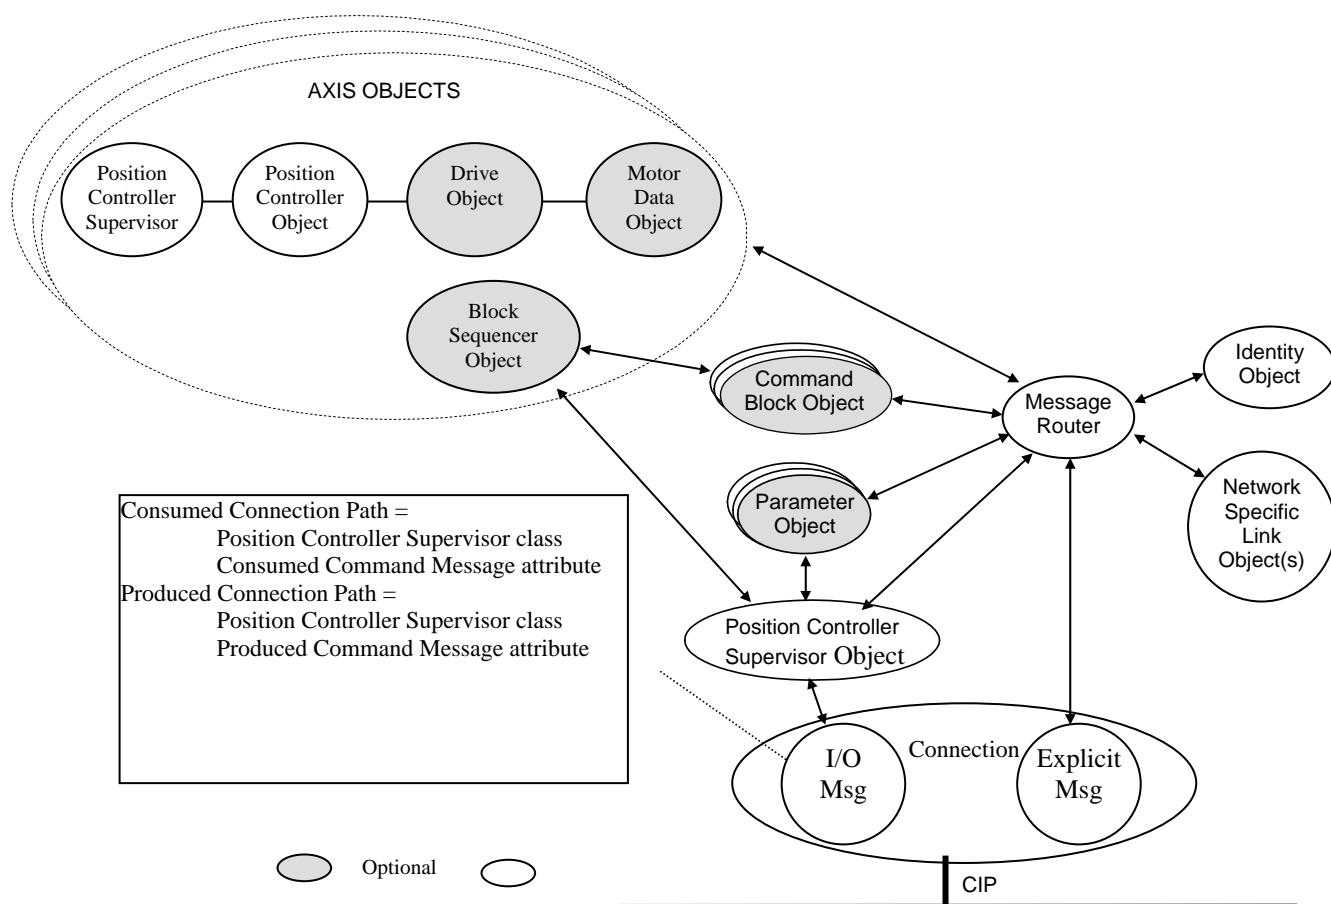 AXIS OBJECTS
Position
Controller
Supervisor
Position
Controller
Object
Drive
Object
Motor
Data
Object
Block
Sequencer
Object
Command
Block Object
Message
Router
Identity
Object
Parameter
Object
Network
Specific
Link
Object(s)
Consumed Connection Path =
Position Controller Supervisor class
Consumed Command Message attribute
Produced Connection Path =
Position Controller Supervisor class
Produced Command Message attribute
Position Controller
Supervisor Object
I/O
Msg
Connection
Explicit
Msg
Optional
CIP